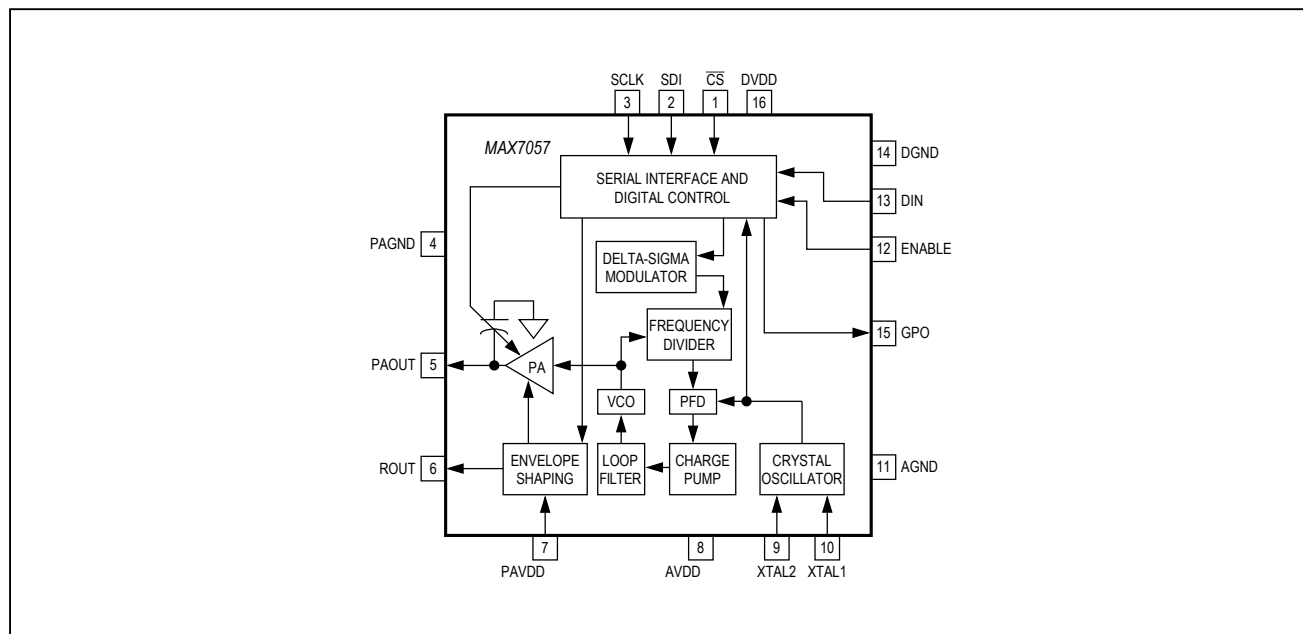 SCLK SDI CS DVDD
3 2 1 16
MAX7057
14 DGND
SERIAL INTERFACE AND
DIGITAL CONTROL
13 DIN
PAGND 4
12 ENABLE
DELTA-SIGMA
MODULATOR
FREQUENCY
DIVIDER
15 GPO
PAOUT 5
PA
VCO
PFD
ROUT 6
ENVELOPE
SHAPING
LOOP
FILTER
CHARGE
PUMP
CRYSTAL
OSCILLATOR
11 AGND
7 8 9 10
PAVDD AVDD XTAL2 XTAL1